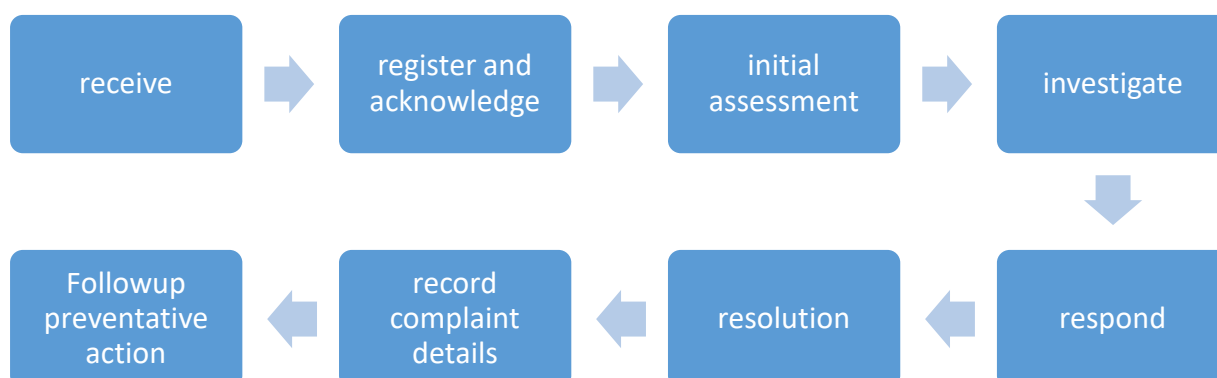 receive
register and
acknowledge
initial
assessment
investigate
respond
resolution
record
complaint
details
Followup
preventative
action